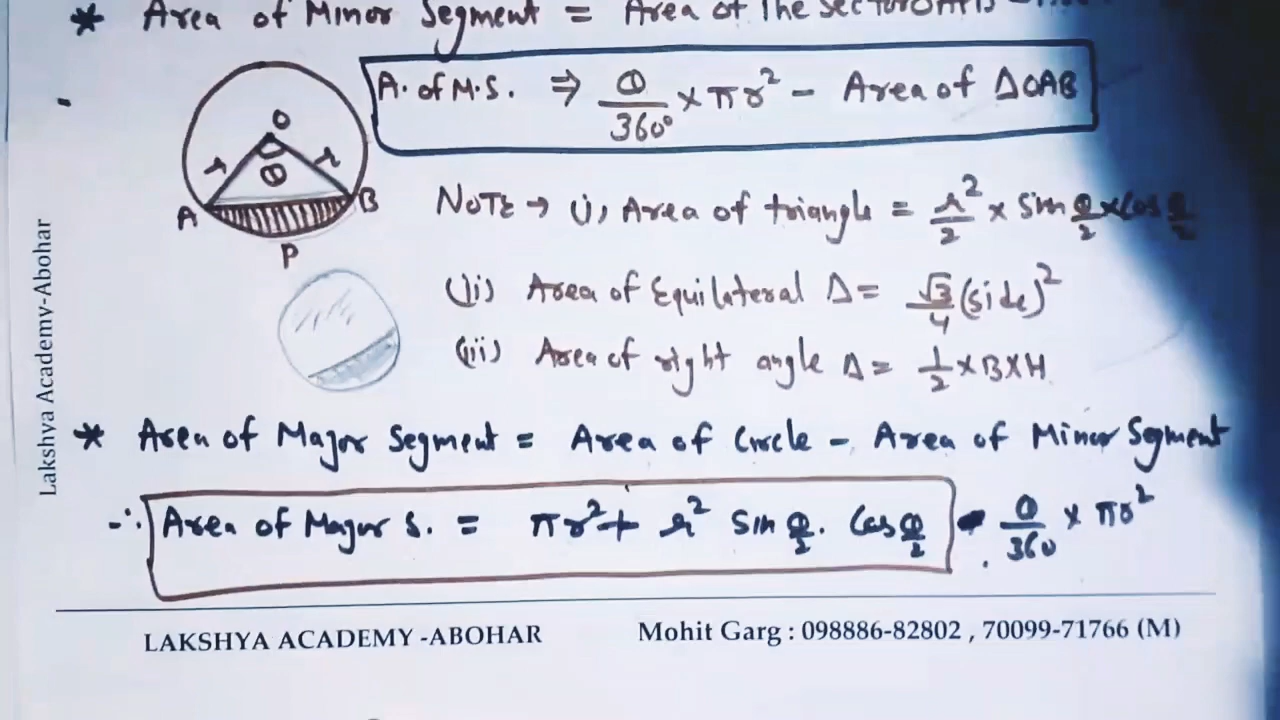 * Area of Minor Segment = Area of The Sector OAPB -
A. of M.S. ⇒ θ/360° × πr² - Area of ΔOAB
O
r θ r
A B
P
NOTE → (i) Area of triangle = r²/2 × sin θ/2 × cos θ/2
(ii) Area of Equilateral Δ = √3/4 (side)²
(iii) Area of right angle Δ = 1/2 × B × H
* Area of Major Segment = Area of Circle - Area of Minor Segment
∴ Area of Major S. = πr² + r² sin θ/2 . Cos θ/2 - θ/360 × πr²
Lakshya Academy-Abohar
LAKSHYA ACADEMY -ABOHAR Mohit Garg : 098886-82802 , 70099-71766 (M)